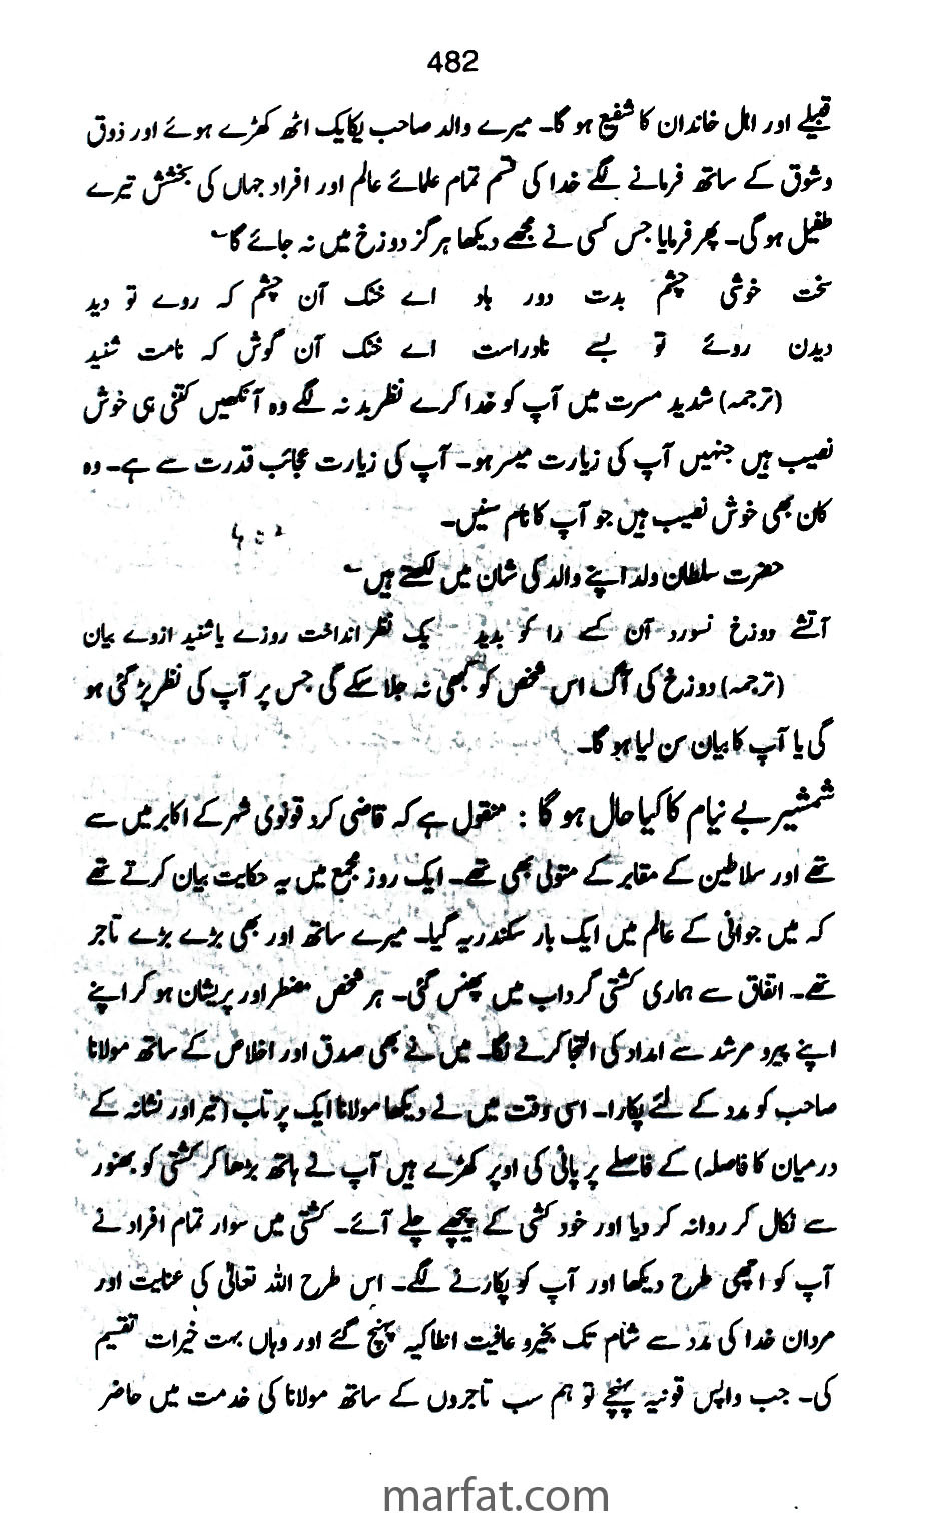 482
قبیلے اور اہل خاندان کا شفیع ہو گا۔ میرے والد صاحب یکایک اٹھ کھڑے ہوئے اور ذوق
وشوق کے ساتھ فرمانے لگے خدا کی قسم تمام علمائے عالم اور افراد جہاں کی بخشش تیرے
طفیل ہو گی۔ پھر فرمایا جس کسی نے مجھے دیکھا ہرگز دوزخ میں نہ جائے گا؎
سخت خوشی چشم بدت دور باد اے خنک آن چشم کہ روے تو دید
دیدن روئے تو بسے نادراست اے خنک آن گوش کہ نامت شنید
(ترجمہ) شدید مسرت میں آپ کو خدا کرے نظر بد نہ لگے وہ آنکھیں کتنی ہی خوش
نصیب ہیں جنہیں آپ کی زیارت میسر ہو۔ آپ کی زیارت عجائب قدرت سے ہے۔ وہ
کان بھی خوش نصیب ہیں جو آپ کا نام سنیں۔
حضرت سلطان ولد اپنے والد کی شان میں لکھتے ہیں؎
آتشے دوزخ نسورد آن کسے را کو بدید یک نظر انداخت روزے یا شنید ازوے بیان
(ترجمہ) دوزخ کی آگ اس شخص کو کبھی نہ جلا سکے گی جس پر آپ کی نظر پڑ گئی ہو
گی یا آپ کا بیان سن لیا ہو گا۔
شمشیر بے نیام کا کیا حال ہو گا : منقول ہے کہ قاضی کرد قونوی شہر کے اکابر میں سے
تھے اور سلاطین کے مقابر کے متولی بھی تھے۔ ایک روز مجمع میں یہ حکایت بیان کرتے تھے
کہ میں جوانی کے عالم میں ایک بار سکندریہ گیا۔ میرے ساتھ اور بھی بڑے بڑے تاجر
تھے۔ اتفاق سے ہماری کشتی گرداب میں پھنس گئی۔ ہر شخص مضطر اور پریشان ہو کر اپنے
اپنے پیرو مرشد سے امداد کی التجا کرنے لگا۔ میں نے بھی صدق اور اخلاص کے ساتھ مولانا
صاحب کو مدد کے لئے پکارا۔ اسی وقت میں نے دیکھا مولانا ایک پر تاب (تیر اور نشانہ کے
درمیان کا فاصلہ) کے فاصلے پر پانی کی اوپر کھڑے ہیں آپ نے ہاتھ بڑھا کر کشتی کو بھنور
سے نکال کر روانہ کر دیا اور خود کشی کے پیچھے چلے آئے۔ کشتی میں سوار تمام افراد نے
آپ کو اچھی طرح دیکھا اور آپ کو پکارنے لگے۔ اس طرح اللہ تعالیٰ کی عنایت اور
مردان خدا کی مدد سے شام تک بخیرو عافیت انطاکیہ پہنچ گئے اور وہاں بہت خیرات تقسیم
کی۔ جب واپس قونیہ پہنچے تو ہم سب تاجروں کے ساتھ مولانا کی خدمت میں حاضر
marfat.com